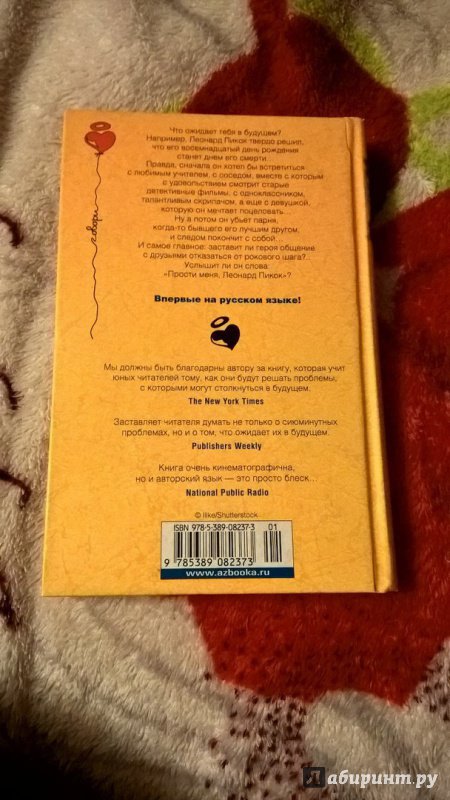 Что ожидает тебя в будущем?
Например, Леонард Пикок твердо решил,
что его восемнадцатый день рождения
станет днем его смерти.
Правда, сначала он хотел бы встретиться
с любимым учителем, с соседом, вместе с которым
с удовольствием смотрит старые
детективные фильмы, с одноклассником,
талантливым скрипачом, а еще с девушкой,
которую он мечтает поцеловать...
Ну а потом он убьет парня,
когда-то бывшего его лучшим другом,
и следом покончит с собой...
И самое главное: заставит ли героя общение
с друзьями отказаться от рокового шага?..
Услышит ли он слова:
«Прости меня, Леонард Пикок»?
говори
Впервые на русском языке!
Мы должны быть благодарны автору за книгу, которая учит
юных читателей тому, как они будут решать проблемы,
с которыми могут столкнуться в будущем.
The New York Times
Заставляет читателя думать не только о сиюминутных
проблемах, но и о том, что ожидает их в будущем.
Publishers Weekly
Книга очень кинематографична,
но и авторский язык — это просто блеск...
National Public Radio
© Ilike/Shutterstock
ISBN 978-5-389-08237-3 01
9 785389 082373
www.azbooka.ru
Лабиринт.ру